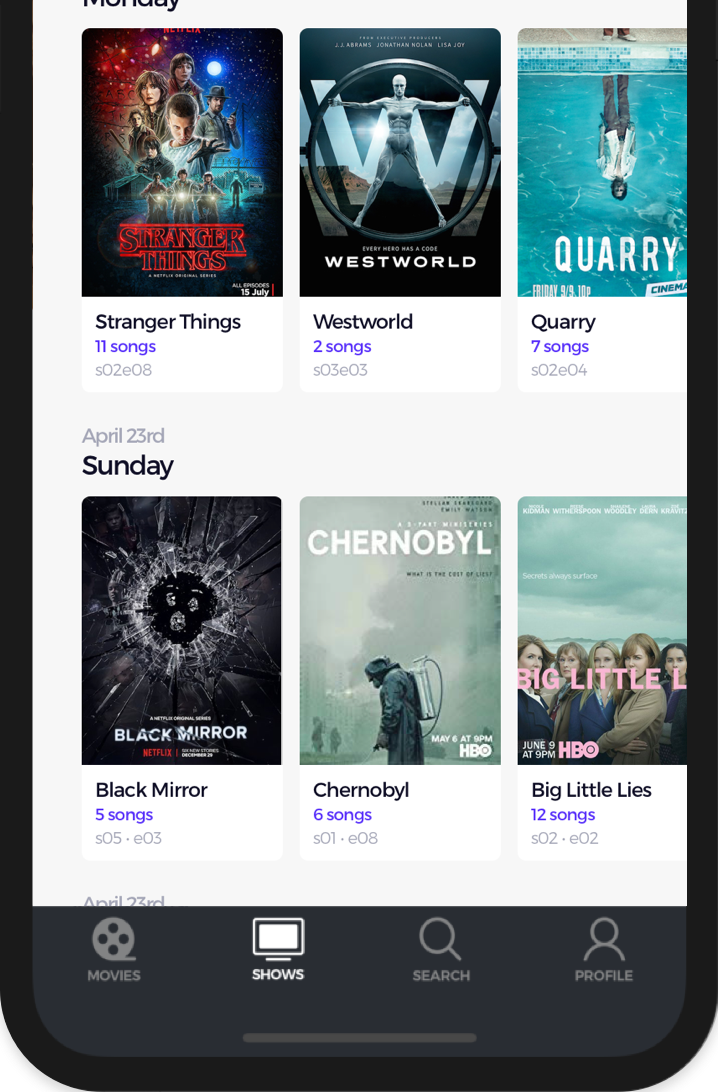 Monday
NETFLIX
STRANGER
THINGS
A NETFLIX ORIGINAL SERIES
ALL EPISODES
15 July
FROM EXECUTIVE PRODUCERS
J.J. ABRAMS JONATHAN NOLAN LISA JOY
EVERY HERO HAS A CODE
WESTWORLD
QUARRY
FRIDAY 9/9, 10p
CINEMA
Stranger Things
11 songs
s02e08
Westworld
2 songs
s03e03
Quarry
7 songs
s02e04
April 23rd
Sunday
A NETFLIX ORIGINAL SERIES
BLACK MIRROR
NETFLIX
SIX NEW STORIES
DECEMBER 29
STELLAN SKARSGARD
EMILY WATSON
A 5-PART MINISERIES
CHERNOBYL
WHAT IS THE COST OF LIES?
MAY 6 AT 9PM
HBO
KIDMAN WITHERSPOON WOODLEY DERN KRAVITZ
Secrets always surface
BIG LITTLE L
JUNE 9
AT 9PM HBO
Black Mirror
5 songs
s05 • e03
Chernobyl
6 songs
s01 • e08
Big Little Lies
12 songs
s02 • e02
April 23rd
MOVIES
SHOWS
SEARCH
PROFILE